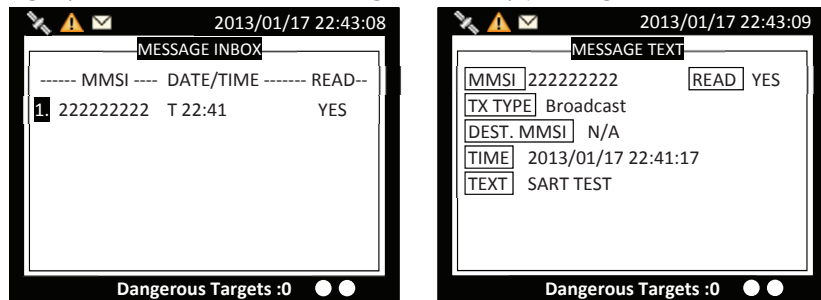 2013/01/17 22:43:08
MESSAGE INBOX
------ MMSI ---- DATE/TIME ------- READ--
1. 222222222 T 22:41 YES
Dangerous Targets :0
2013/01/17 22:43:09
MESSAGE TEXT
MMSI 222222222 READ YES
TX TYPE Broadcast
DEST. MMSI N/A
TIME 2013/01/17 22:41:17
TEXT SART TEST
Dangerous Targets :0